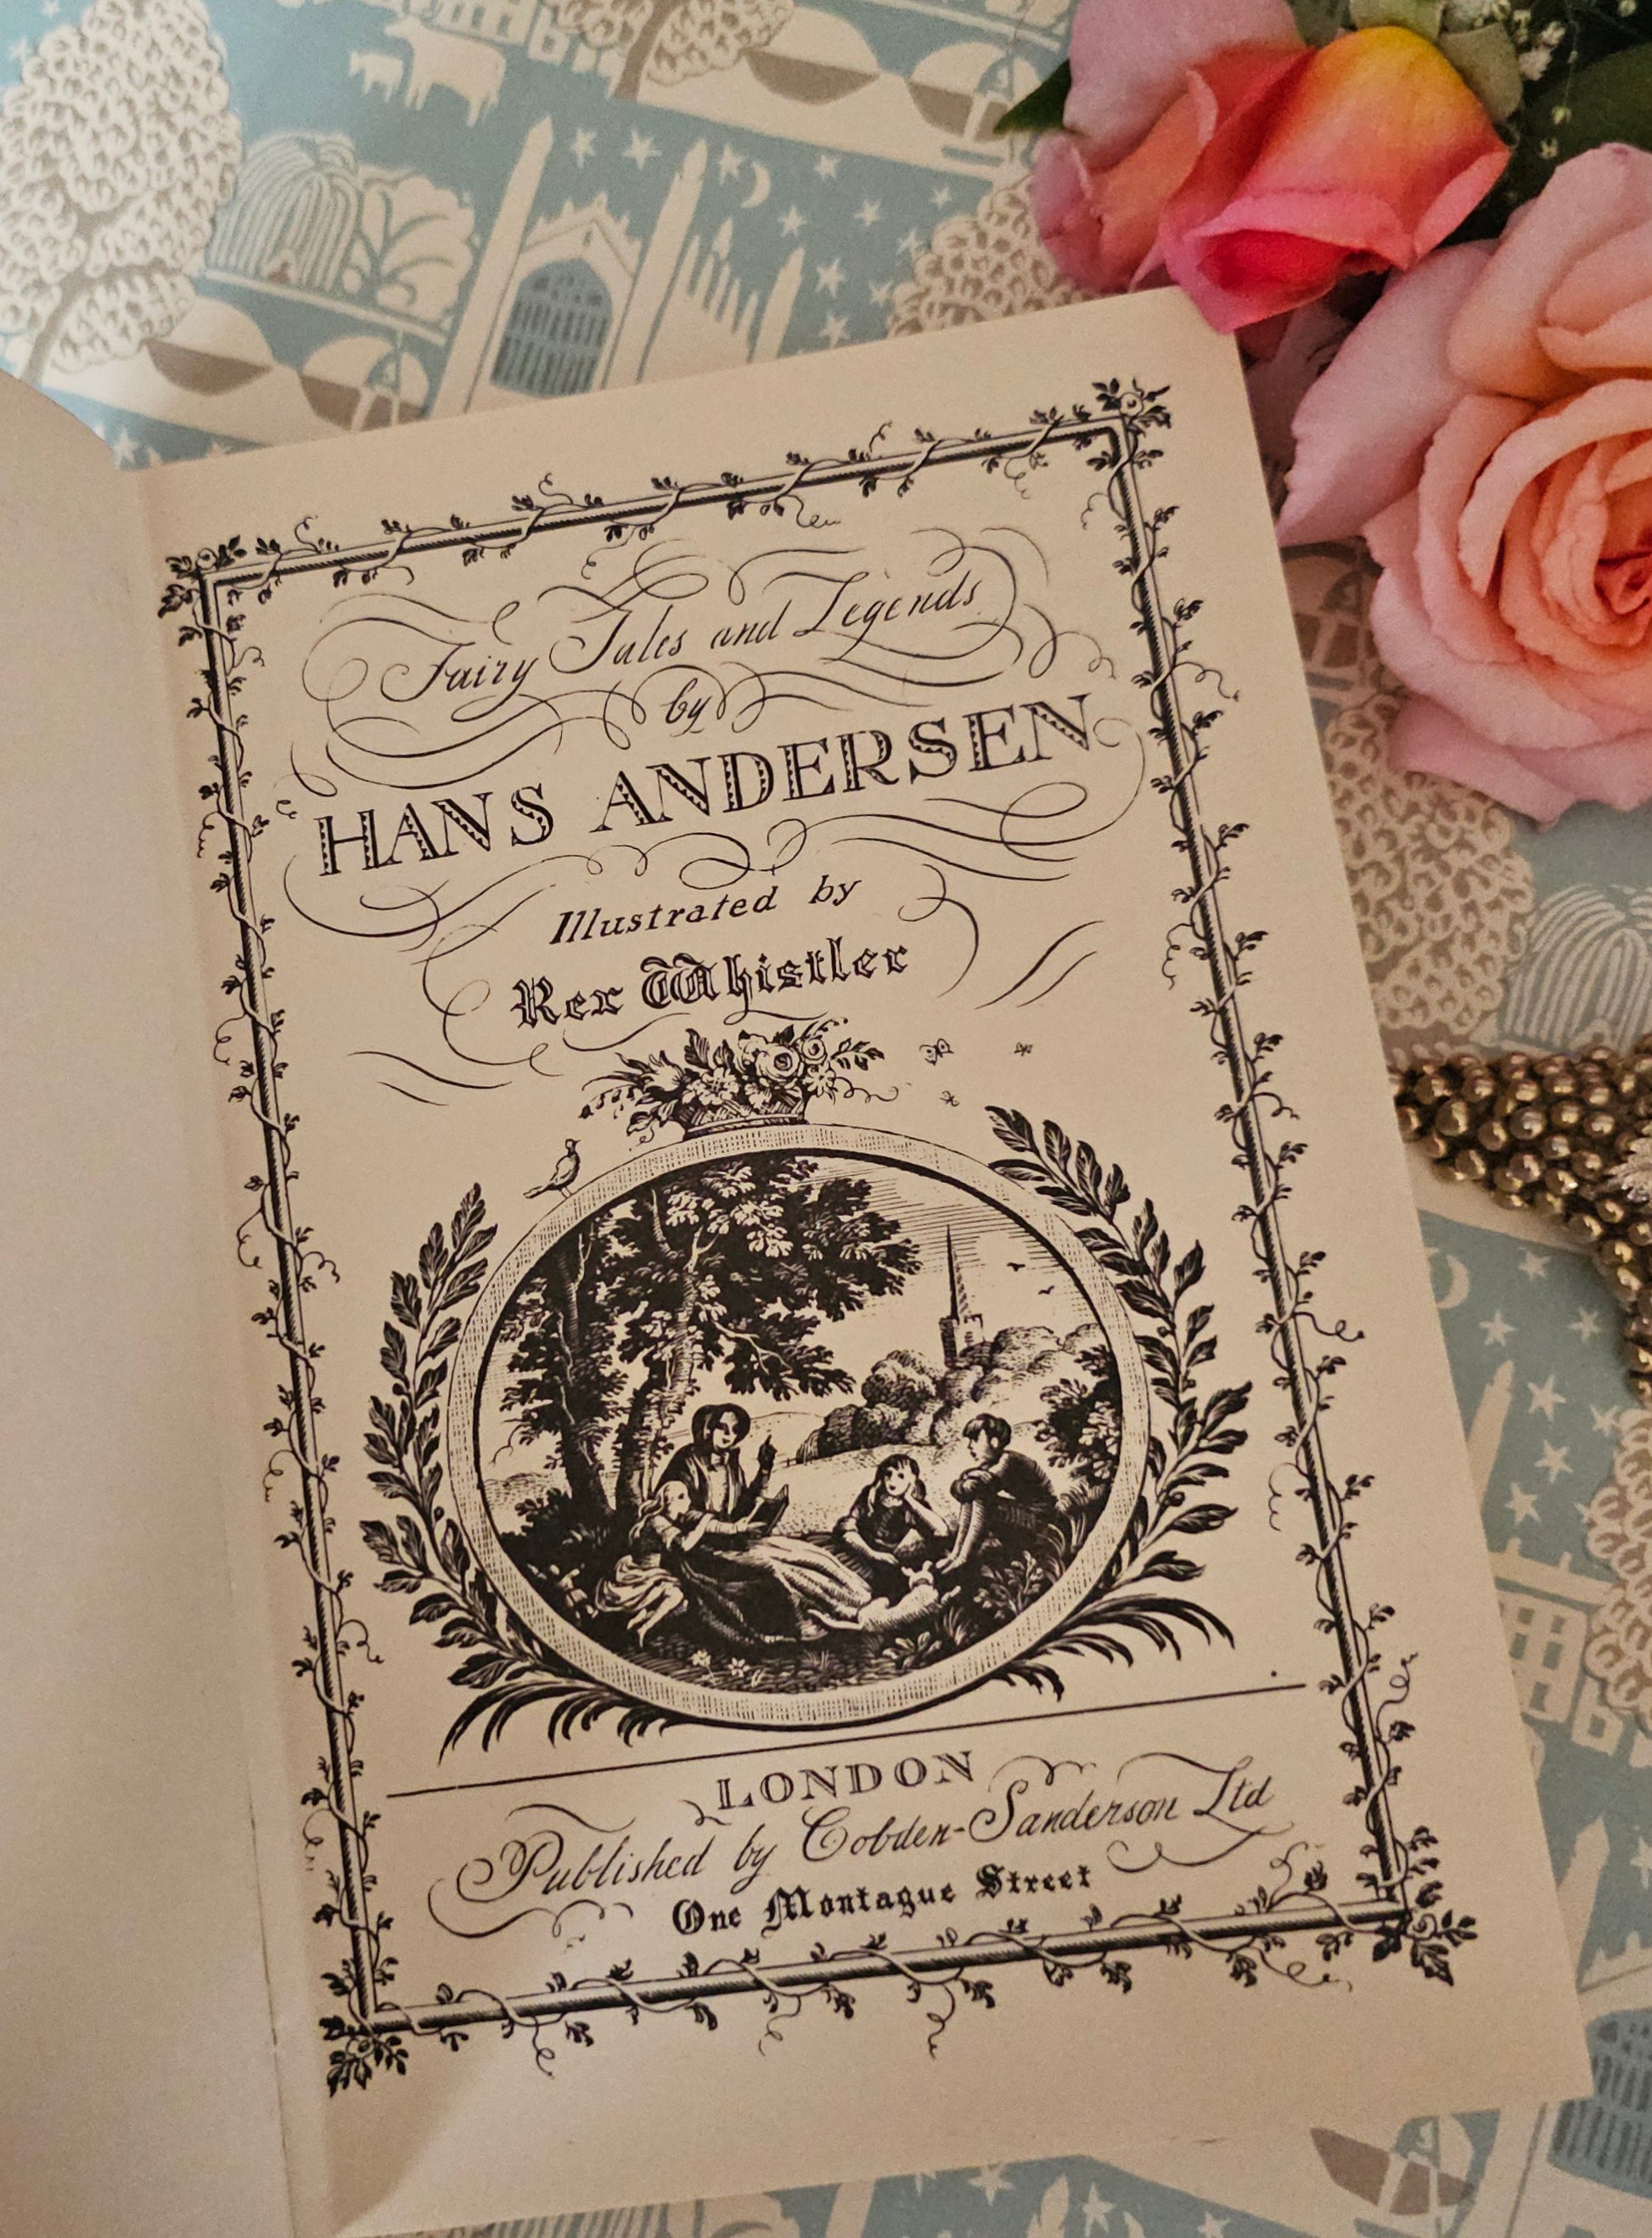 Fairy Tales and Legends
by
HANS ANDERSEN
Illustrated by
Rex Whistler
LONDON
Published by Cobden-Sanderson Ltd
One Montague Street